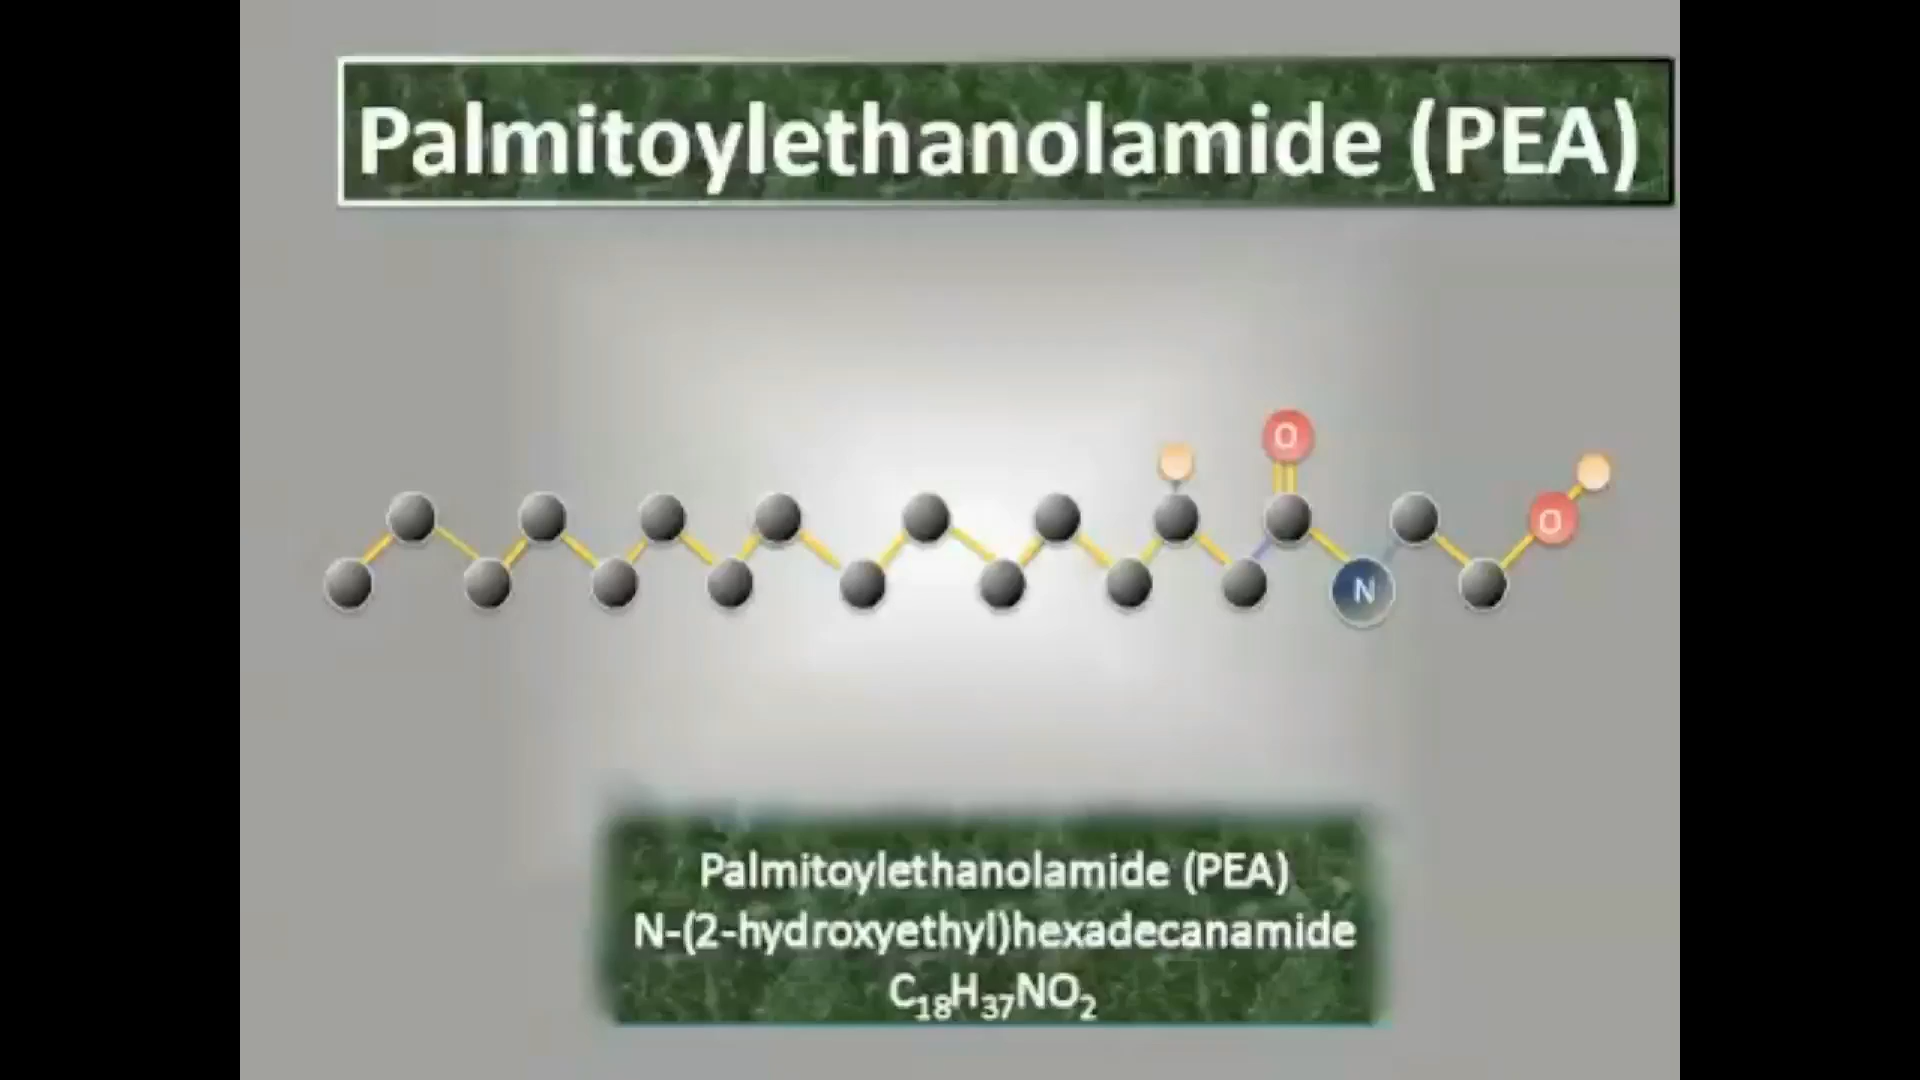 Palmitoylethanolamide (PEA)
O
O
N
Palmitoylethanolamide (PEA)
N-(2-hydroxyethyl)hexadecanamide
C₁₈H₃₇NO₂